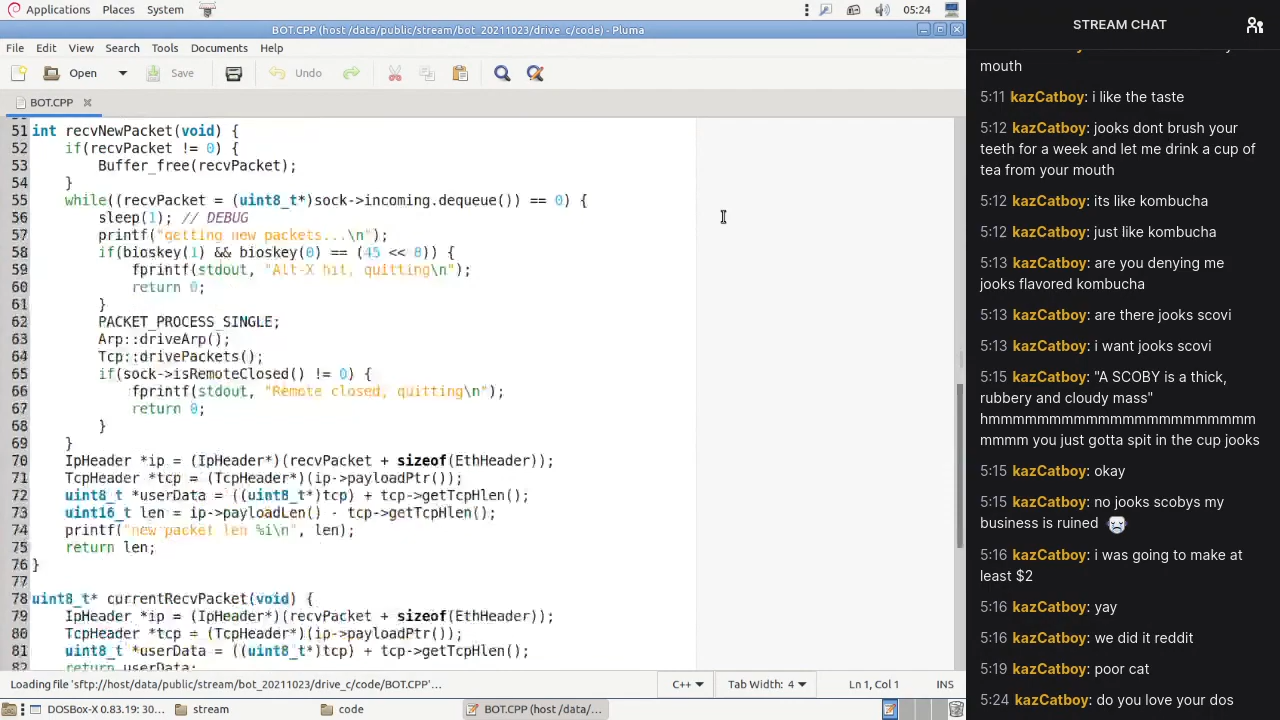 Applications Places System 05:24
BOT.CPP (host /data/public/stream/bot_20211023/drive_c/code) - Pluma
File Edit View Search Tools Documents Help
Open Save Undo
BOT.CPP
51 int recvNewPacket(void) {
52 if(recvPacket != 0) {
53 Buffer_free(recvPacket);
54 }
55 while((recvPacket = (uint8_t*)sock->incoming.dequeue()) == 0) {
56 sleep(1); // DEBUG
57 printf("getting new packets...\n");
58 if(bioskey(1) && bioskey(0) == (45 << 8)) {
59 fprintf(stdout, "Alt-X hit, quitting\n");
60 return 0;
61 }
62 PACKET_PROCESS_SINGLE;
63 Arp::driveArp();
64 Tcp::drivePackets();
65 if(sock->isRemoteClosed() != 0) {
66 fprintf(stdout, "Remote closed, quitting\n");
67 return 0;
68 }
69 }
70 IpHeader *ip = (IpHeader*)(recvPacket + sizeof(EthHeader));
71 TcpHeader *tcp = (TcpHeader*)(ip->payloadPtr());
72 uint8_t *userData = ((uint8_t*)tcp) + tcp->getTcpHlen();
73 uint16_t len = ip->payloadLen() - tcp->getTcpHlen();
74 printf("new packet len %i\n", len);
75 return len;
76 }
77
78 uint8_t* currentRecvPacket(void) {
79 IpHeader *ip = (IpHeader*)(recvPacket + sizeof(EthHeader));
80 TcpHeader *tcp = (TcpHeader*)(ip->payloadPtr());
81 uint8_t *userData = ((uint8_t*)tcp) + tcp->getTcpHlen();
82 return userData;
Loading file 'sftp://host/data/public/stream/bot_20211023/drive_c/code/BOT.CPP'… C++ Tab Width: 4 Ln 1, Col 1 INS
DOSBox-X 0.83.19: 30... stream code BOT.CPP (host /data/...
STREAM CHAT
mouth
5:11 kazCatboy: i like the taste
5:12 kazCatboy: jooks dont brush your
teeth for a week and let me drink a cup of
tea from your mouth
5:12 kazCatboy: its like kombucha
5:12 kazCatboy: just like kombucha
5:13 kazCatboy: are you denying me
jooks flavored kombucha
5:13 kazCatboy: are there jooks scovi
5:13 kazCatboy: i want jooks scovi
5:15 kazCatboy: "A SCOBY is a thick,
rubbery and cloudy mass"
hmmmmmmmmmmmmmmmmmmmmmmm
mmmm you just gotta spit in the cup jooks
5:15 kazCatboy: okay
5:15 kazCatboy: no jooks scobys my
business is ruined
5:16 kazCatboy: i was going to make at
least $2
5:16 kazCatboy: yay
5:16 kazCatboy: we did it reddit
5:19 kazCatboy: poor cat
5:24 kazCatboy: do you love your dos